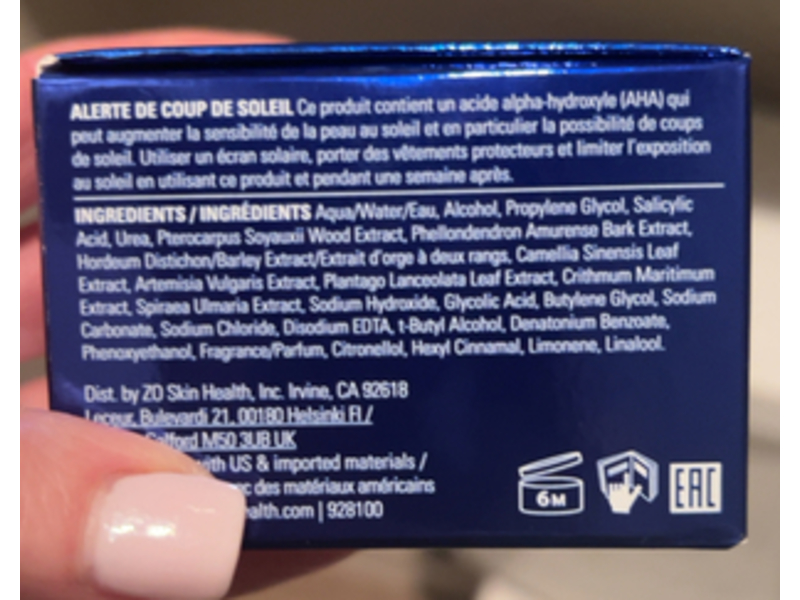 ALERTE DE COUP DE SOLEIL Ce produit contient un acide alpha-hydroxyle (AHA) qui
peut augmenter la sensibilité de la peau au soleil et en particulier la possibilité de coups
de soleil. Utiliser un écran solaire, porter des vêtements protecteurs et limiter l'exposition
au soleil en utilisant ce produit et pendant une semaine après.
INGREDIENTS / INGRÉDIENTS Aqua/Water/Eau, Alcohol, Propylene Glycol, Salicylic
Acid, Urea, Pterocarpus Soyauxii Wood Extract, Phellondendron Amurense Bark Extract,
Hordeum Distichon/Barley Extract/Extrait d'orge à deux rangs, Camellia Sinensis Leaf
Extract, Artemisia Vulgaris Extract, Plantago Lanceolata Leaf Extract, Crithmum Maritimum
Extract, Spiraea Ulmaria Extract, Sodium Hydroxide, Glycolic Acid, Butylene Glycol, Sodium
Carbonate, Sodium Chloride, Disodium EDTA, t-Butyl Alcohol, Denatonium Benzoate,
Phenoxyethanol, Fragrance/Parfum, Citronellol, Hexyl Cinnamal, Limonene, Linalool.
Dist. by ZO Skin Health, Inc. Irvine, CA 92618
Leceur, Bulevardi 21, 00180 Helsinki FI /
Salford M50 3UB UK
with US & imported materials /
des matériaux américains
ealth.com | 928100
6M
EAC